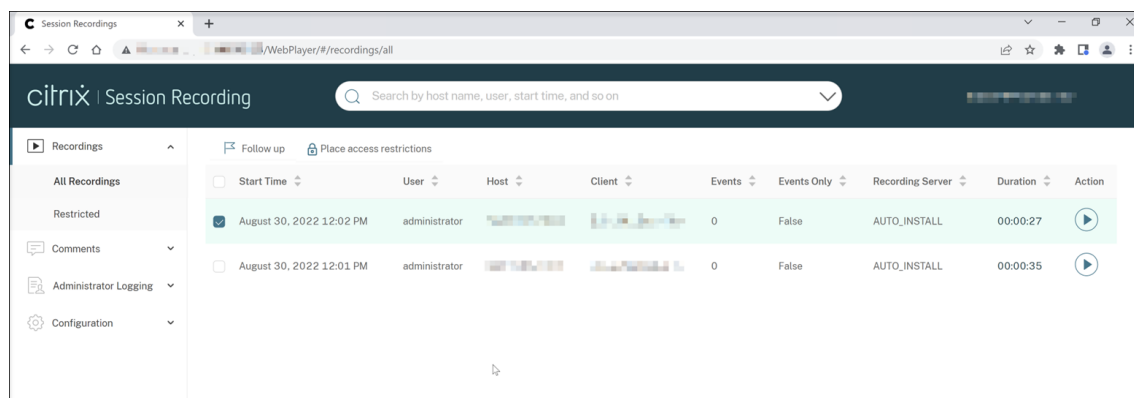 Session Recordings
/WebPlayer/#/recordings/all
citrix | Session Recording
Search by host name, user, start time, and so on
Recordings
Follow up Place access restrictions
All Recordings
Start Time User Host Client Events Events Only Recording Server Duration Action
Restricted
August 30, 2022 12:02 PM administrator 0 False AUTO_INSTALL 00:00:27
Comments
August 30, 2022 12:01 PM administrator 0 False AUTO_INSTALL 00:00:35
Administrator Logging
Configuration